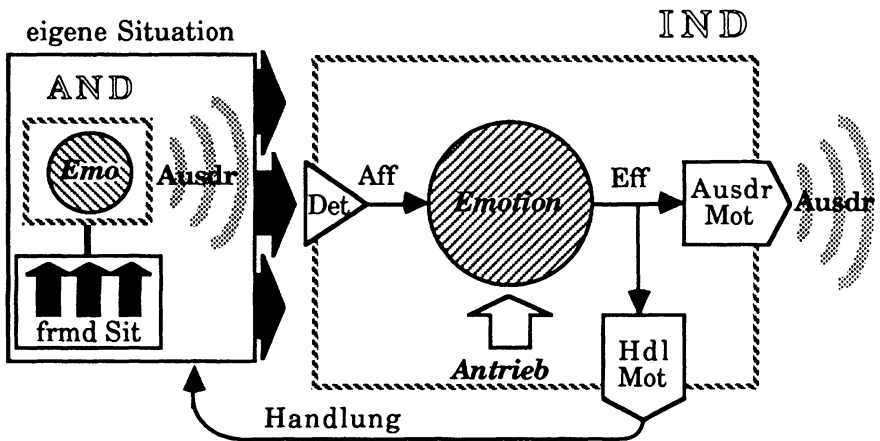 eigene Situation
IND
AND
Emo
Ausdr
frmd Sit
Det
Aff
Emotion
Eff
Ausdr
Mot
Ausdr
Antrieb
Hdl
Mot
Handlung